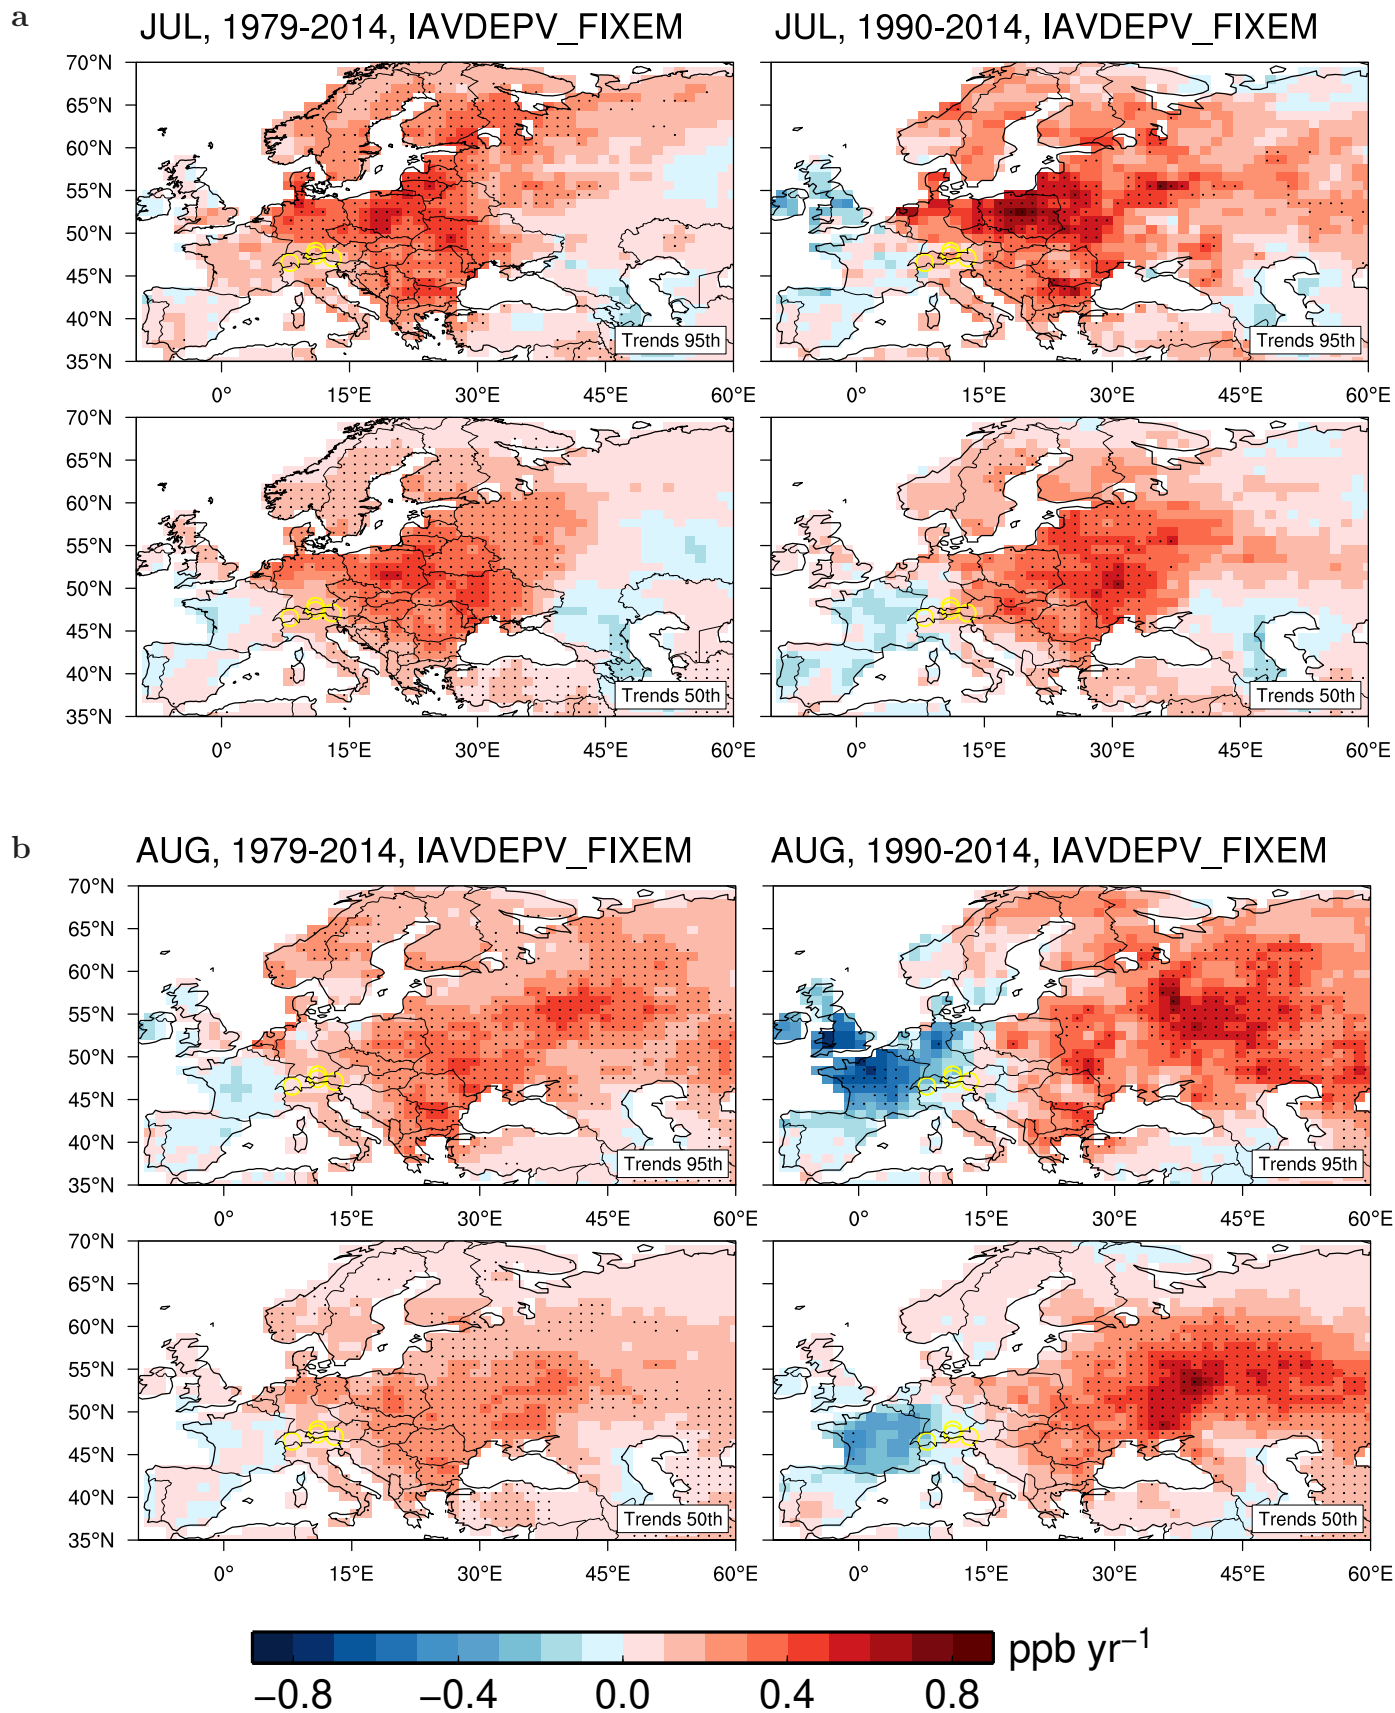 a
JUL, 1979-2014, IAVDEPV_FIXEM JUL, 1990-2014, IAVDEPV_FIXEM
70°N
65°N
60°N
55°N
50°N
45°N
40°N
35°N
Trends 95th Trends 95th
0° 15°E 30°E 45°E 60°E 0° 15°E 30°E 45°E 60°E
70°N
65°N
60°N
55°N
50°N
45°N
40°N
35°N
Trends 50th Trends 50th
0° 15°E 30°E 45°E 60°E 0° 15°E 30°E 45°E 60°E
b
AUG, 1979-2014, IAVDEPV_FIXEM AUG, 1990-2014, IAVDEPV_FIXEM
70°N
65°N
60°N
55°N
50°N
45°N
40°N
35°N
Trends 95th Trends 95th
0° 15°E 30°E 45°E 60°E 0° 15°E 30°E 45°E 60°E
70°N
65°N
60°N
55°N
50°N
45°N
40°N
35°N
Trends 50th Trends 50th
0° 15°E 30°E 45°E 60°E 0° 15°E 30°E 45°E 60°E
ppb yr⁻¹
−0.8 −0.4 0.0 0.4 0.8